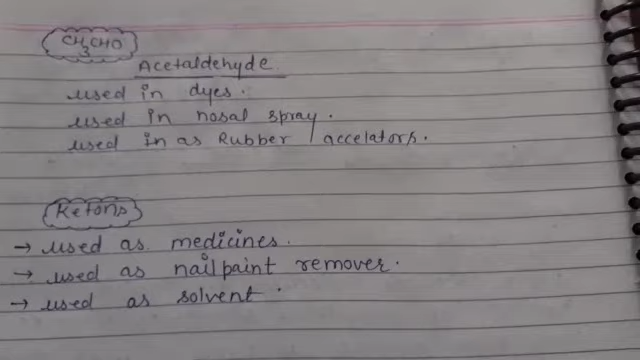 CH3CHO
Acetaldehyde
used in dyes.
used in nosal spray.
used in as Rubber accelators.
Ketons
→ used as medicines.
→ used as nailpaint remover.
→ used as solvent.